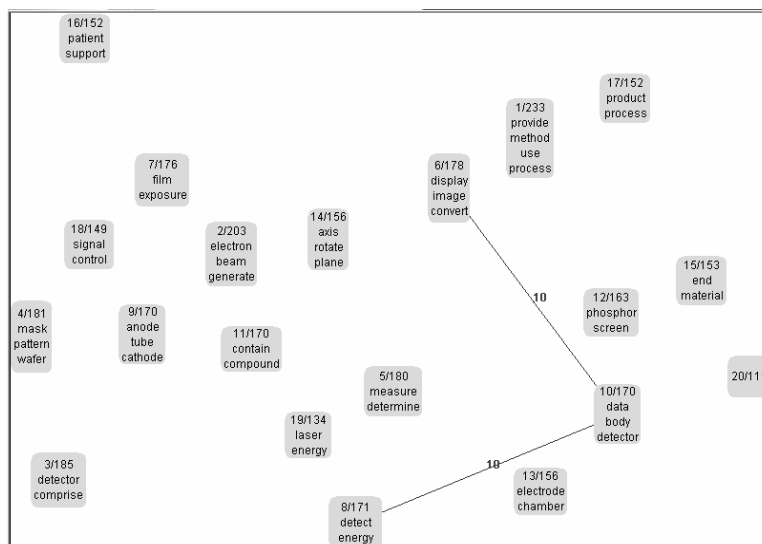 16/152
patient
support
17/152
product
process
1/233
provide
method
use
process
7/176
film
exposure
6/178
display
image
convert
18/149
signal
control
2/203
electron
beam
generate
14/156
axis
rotate
plane
15/153
end
material
10
12/163
phosphor
screen
4/181
mask
pattern
wafer
9/170
anode
tube
cathode
11/170
contain
compound
5/180
measure
determine
10/170
data
body
detector
20/11
19/134
laser
energy
3/185
detector
comprise
10
13/156
electrode
chamber
8/171
detect
energy